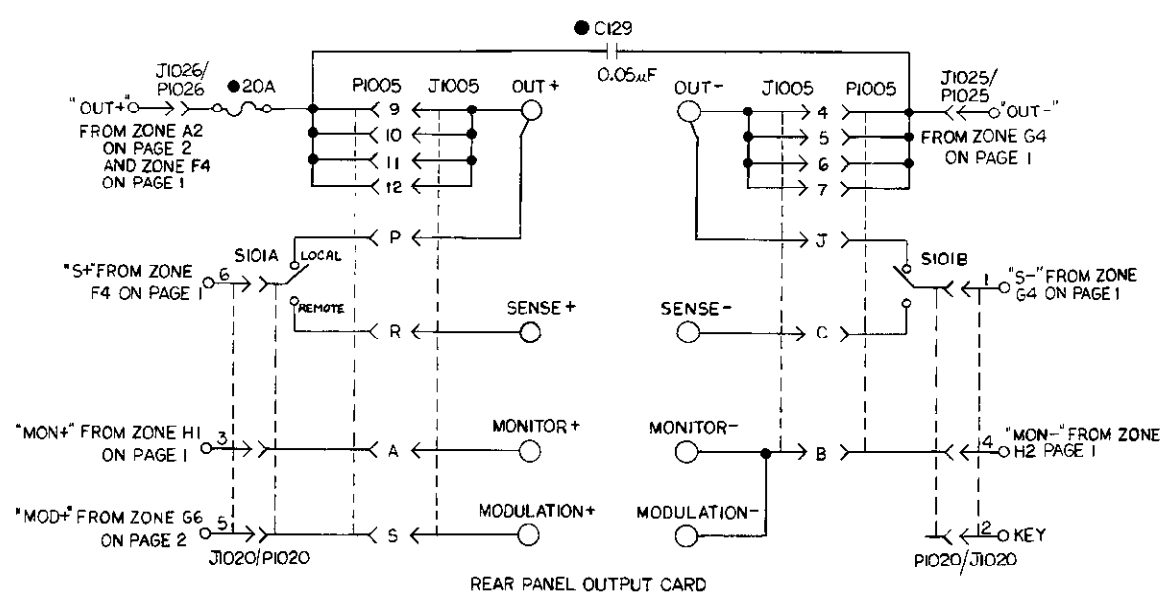 C129
0.05µF
J1026/
P1026
20A
P1005
J1005
OUT+
OUT-
J1005
P1005
J1025/
P1025
"OUT+"
FROM ZONE A2
ON PAGE 2
AND ZONE F4
ON PAGE 1
9
10
11
12
4
5
6
7
"OUT-"
FROM ZONE G4
ON PAGE 1
P
J
S101A
LOCAL
REMOTE
S101B
"S+"FROM ZONE
F4 ON PAGE 1
6
1
"S-" FROM ZONE
G4 ON PAGE 1
R
SENSE+
SENSE-
C
"MON+" FROM ZONE H1
ON PAGE 1
3
A
MONITOR+
MONITOR-
B
4
"MON-" FROM ZONE
H2 PAGE 1
"MOD+" FROM ZONE G6
ON PAGE 2
5
S
MODULATION+
MODULATION-
2
KEY
J1020/P1020
P1020/J1020
REAR PANEL OUTPUT CARD